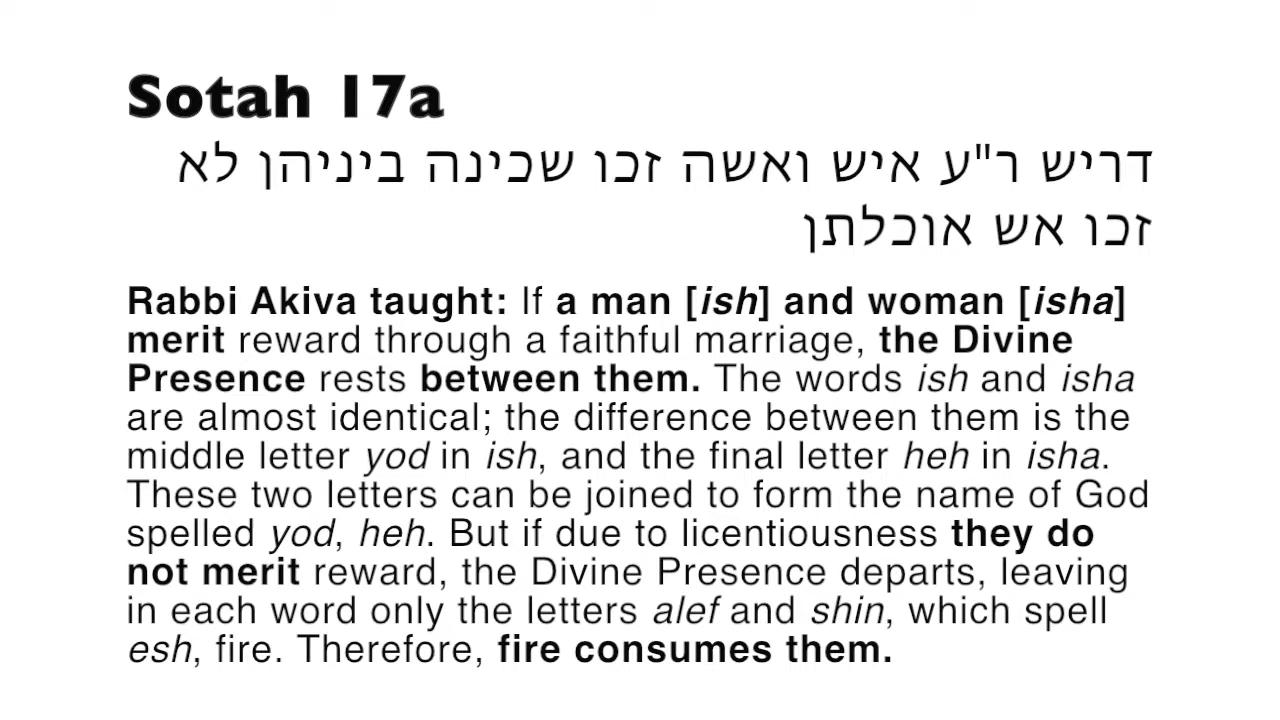 Sotah 17a
דריש ר"ע איש ואשה זכו שכינה ביניהן לא
זכו אש אוכלתן
Rabbi Akiva taught: If a man [ish] and woman [isha]
merit reward through a faithful marriage, the Divine
Presence rests between them. The words ish and isha
are almost identical; the difference between them is the
middle letter yod in ish, and the final letter heh in isha.
These two letters can be joined to form the name of God
spelled yod, heh. But if due to licentiousness they do
not merit reward, the Divine Presence departs, leaving
in each word only the letters alef and shin, which spell
esh, fire. Therefore, fire consumes them.